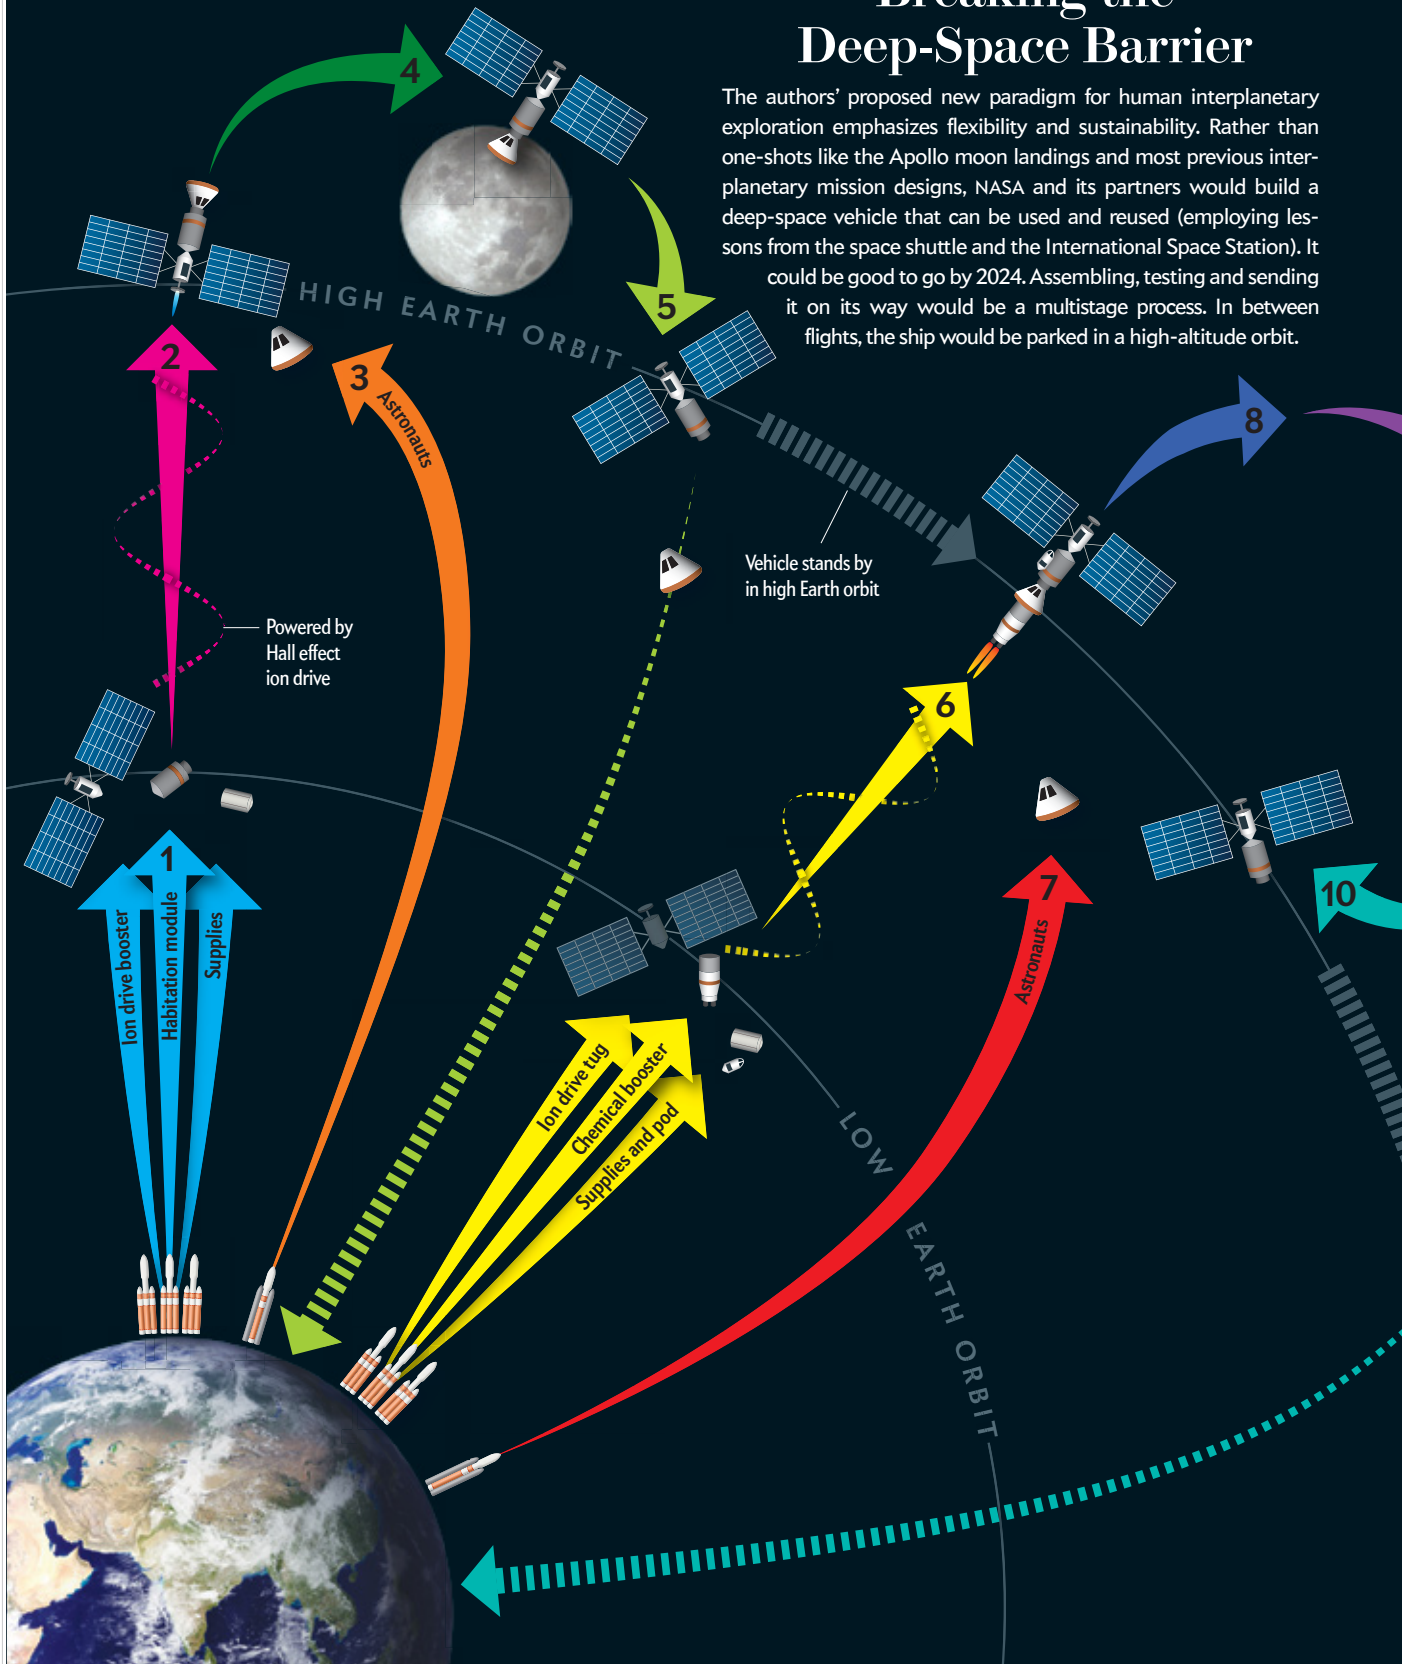 Breaking the
Deep-Space Barrier
The authors’ proposed new paradigm for human interplanetary
exploration emphasizes flexibility and sustainability. Rather than
one-shots like the Apollo moon landings and most previous inter-
planetary mission designs, NASA and its partners would build a
deep-space vehicle that can be used and reused (employing les-
sons from the space shuttle and the International Space Station). It
could be good to go by 2024. Assembling, testing and sending
it on its way would be a multistage process. In between
flights, the ship would be parked in a high-altitude orbit.
4
HIGH EARTH ORBIT
5
2
3
Astronauts
8
Vehicle stands by
in high Earth orbit
Powered by
Hall effect
ion drive
6
1
Ion drive booster
Habitation module
Supplies
7
Astronauts
10
Ion drive tug
Chemical booster
Supplies and pod
LOW EARTH ORBIT